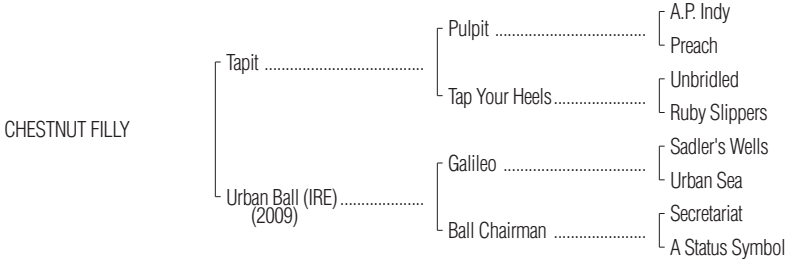 A.P. Indy
Pulpit ......................................
Preach
Tapit .......................................
Unbridled
Tap Your Heels.......................
Ruby Slippers
CHESTNUT FILLY
Sadler's Wells
Galileo ....................................
Urban Sea
Urban Ball (IRE) ....................
(2009)
Secretariat
Ball Chairman .......................
A Status Symbol